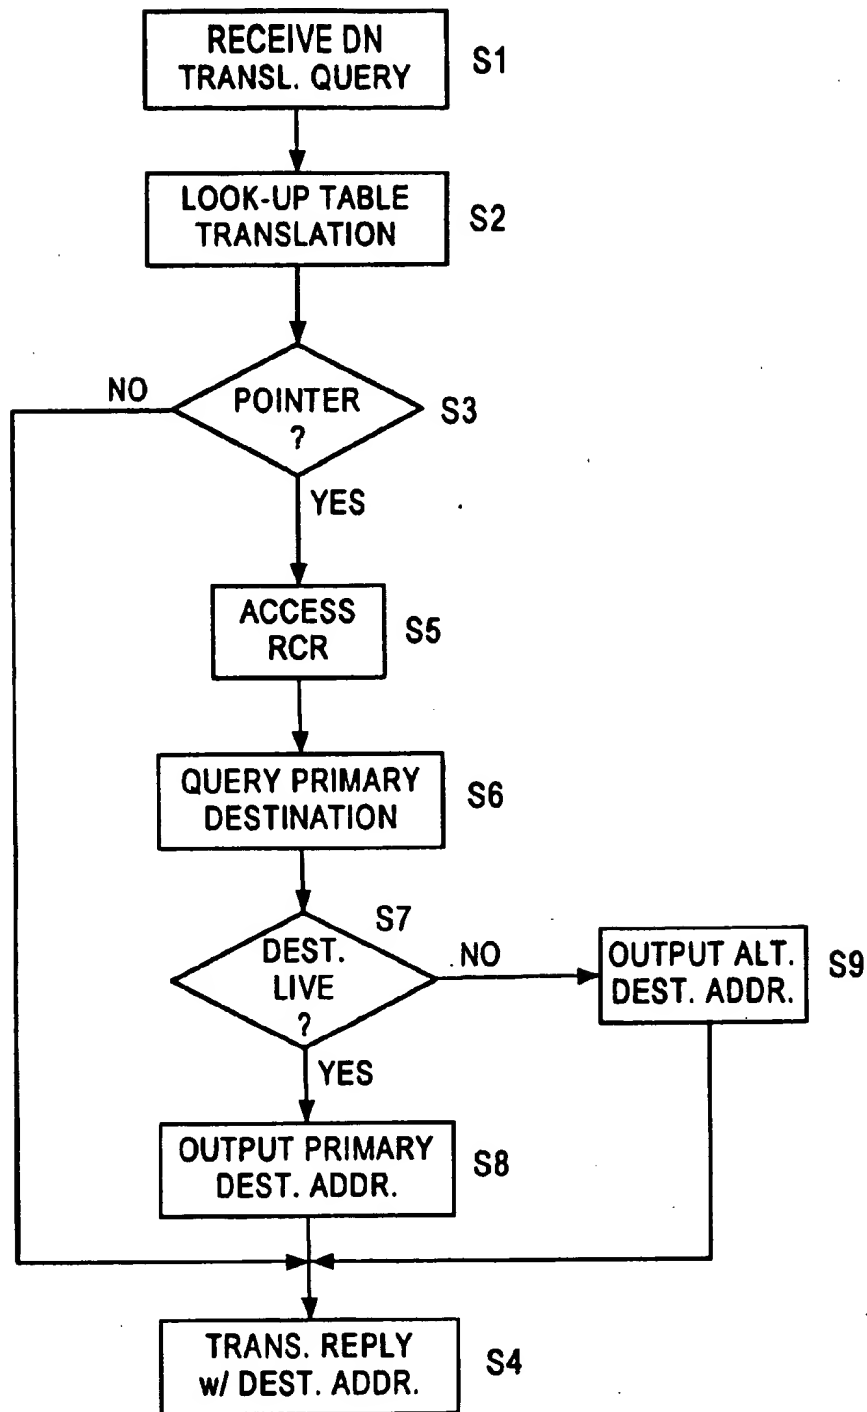 RECEIVE DN
TRANSL. QUERY
S1
LOOK-UP TABLE
TRANSLATION
S2
NO
POINTER
?
S3
YES
ACCESS
RCR
S5
QUERY PRIMARY
DESTINATION
S6
S7
DEST.
LIVE
?
NO
OUTPUT ALT.
DEST. ADDR.
S9
YES
OUTPUT PRIMARY
DEST. ADDR.
S8
TRANS. REPLY
w/ DEST. ADDR.
S4